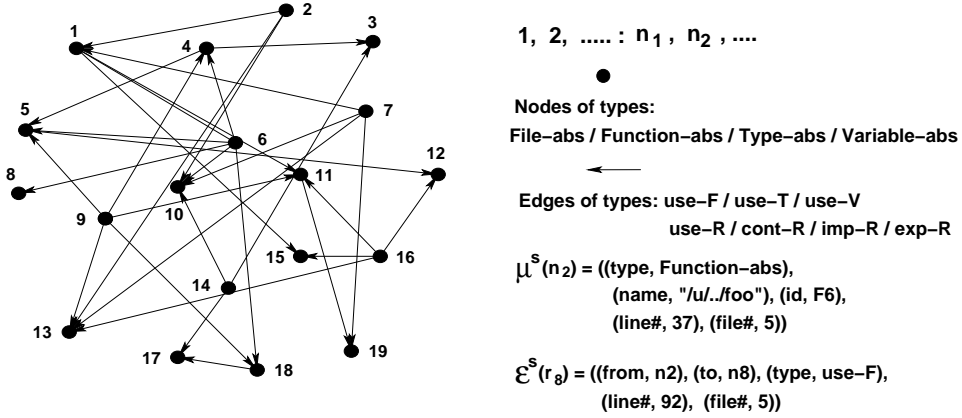 1
2
3
4
5
6
7
8
9
10
11
12
13
14
15
16
17
18
19
1, 2, ..... : n1 , n2 , ....
Nodes of types:
File−abs / Function−abs / Type−abs / Variable−abs
Edges of types: use−F / use−T / use−V
use−R / cont−R / imp−R / exp−R
μ^s(n2) = ((type, Function−abs),
(name, "/u/../foo"), (id, F6),
(line#, 37), (file#, 5))
ε^s(r8) = ((from, n2), (to, n8), (type, use−F),
(line#, 92), (file#, 5))